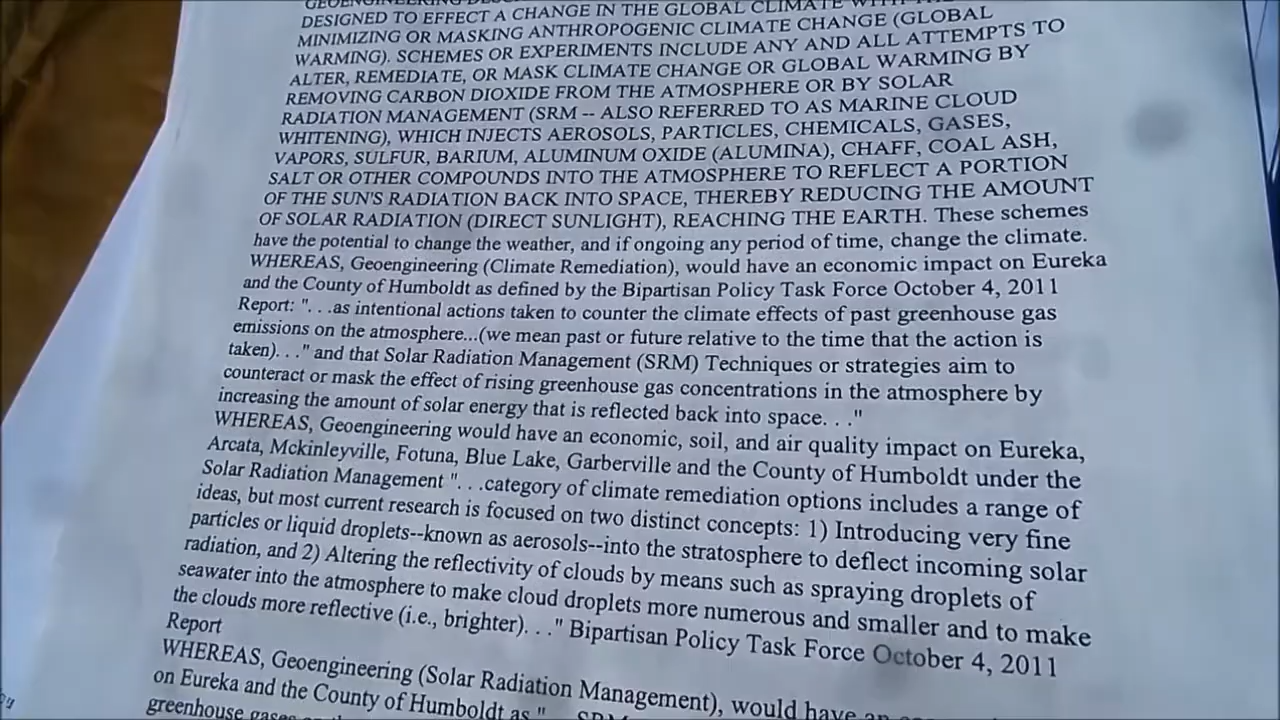 DESIGNED TO EFFECT A CHANGE IN THE GLOBAL CLIMATE
MINIMIZING OR MASKING ANTHROPOGENIC CLIMATE CHANGE (GLOBAL
WARMING). SCHEMES OR EXPERIMENTS INCLUDE ANY AND ALL ATTEMPTS TO
ALTER, REMEDIATE, OR MASK CLIMATE CHANGE OR GLOBAL WARMING BY
REMOVING CARBON DIOXIDE FROM THE ATMOSPHERE OR BY SOLAR
RADIATION MANAGEMENT (SRM -- ALSO REFERRED TO AS MARINE CLOUD
WHITENING), WHICH INJECTS AEROSOLS, PARTICLES, CHEMICALS, GASES,
VAPORS, SULFUR, BARIUM, ALUMINUM OXIDE (ALUMINA), CHAFF, COAL ASH,
SALT OR OTHER COMPOUNDS INTO THE ATMOSPHERE TO REFLECT A PORTION
OF THE SUN'S RADIATION BACK INTO SPACE, THEREBY REDUCING THE AMOUNT
OF SOLAR RADIATION (DIRECT SUNLIGHT), REACHING THE EARTH. These schemes
have the potential to change the weather, and if ongoing any period of time, change the climate.
WHEREAS, Geoengineering (Climate Remediation), would have an economic impact on Eureka
and the County of Humboldt as defined by the Bipartisan Policy Task Force October 4, 2011
Report: ". . .as intentional actions taken to counter the climate effects of past greenhouse gas
emissions on the atmosphere...(we mean past or future relative to the time that the action is
taken). . ." and that Solar Radiation Management (SRM) Techniques or strategies aim to
counteract or mask the effect of rising greenhouse gas concentrations in the atmosphere by
increasing the amount of solar energy that is reflected back into space. . ."
WHEREAS, Geoengineering would have an economic, soil, and air quality impact on Eureka,
Arcata, Mckinleyville, Fotuna, Blue Lake, Garberville and the County of Humboldt under the
Solar Radiation Management ". . .category of climate remediation options includes a range of
ideas, but most current research is focused on two distinct concepts: 1) Introducing very fine
particles or liquid droplets--known as aerosols--into the stratosphere to deflect incoming solar
radiation, and 2) Altering the reflectivity of clouds by means such as spraying droplets of
seawater into the atmosphere to make cloud droplets more numerous and smaller and to make
the clouds more reflective (i.e., brighter). . ." Bipartisan Policy Task Force October 4, 2011
Report
WHEREAS, Geoengineering (Solar Radiation Management), would have an
on Eureka and the County of Humboldt as "
greenhouse gases